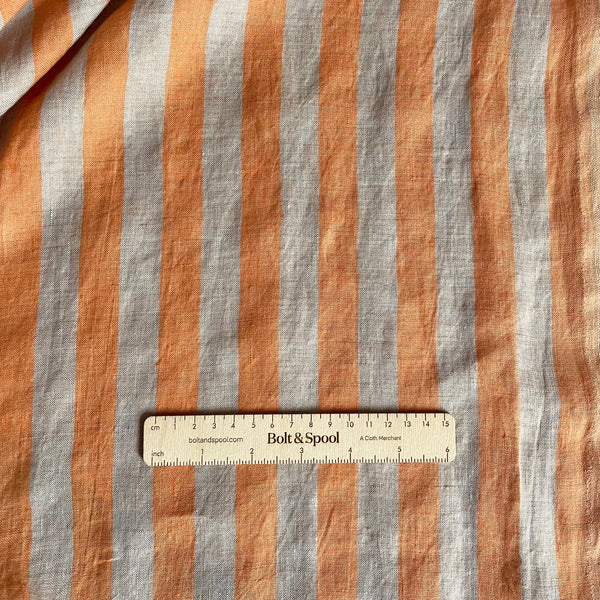 cm 1 2 3 4 5 6 7 8 9 10 11 12 13 14 15
boltandspool.com Bolt & Spool A Cloth Merchant
inch 1 2 3 4 5 6